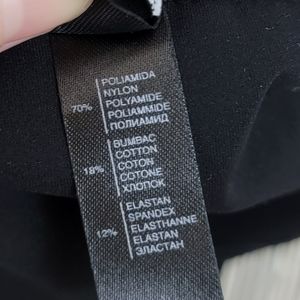 70%
POLIAMIDA
NYLON
POLYAMIDE
POLIAMMIDE
ПОЛИАМИД
18%
BUMBAC
COTTON
COTON
COTONE
ХЛОПОК
12%
ELASTAN
SPANDEX
ELASTHANNE
ELASTAN
ЭЛАСТАН